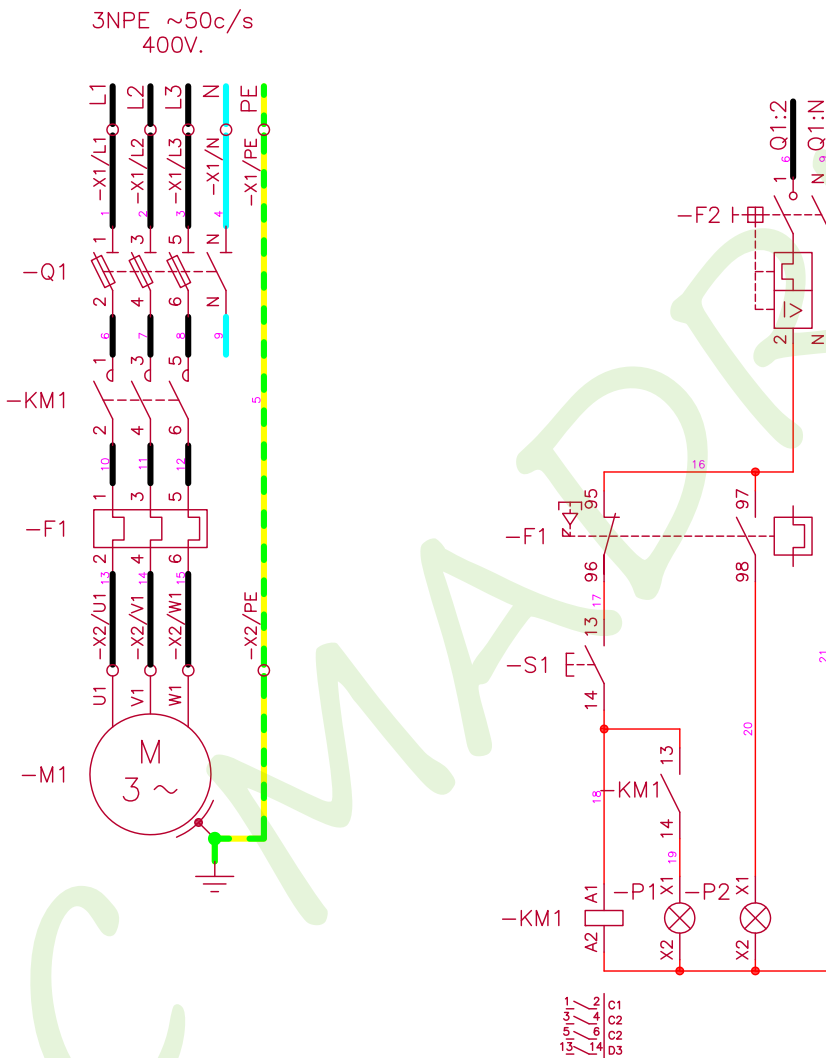 3NPE ~50c/s
400V.
L1 L2 L3 N PE
-X1/L1 -X1/L2 -X1/L3 -X1/N -X1/PE
1 2 3 4
1 3 5 N
-Q1
2 4 6 N
6 7 8 9
1 3 5
-KM1
2 4 6
5
10 11 12
1 3 5
-F1
2 4 6
13 14 15
-X2/U1 -X2/V1 -X2/W1 -X2/PE
U1 V1 W1
-M1
M
3 ~
Q1:2 Q1:N
6 9
1 N
-F2
2 N
16
95 97
-F1
96 98
17
13
-S1
14
21
20
18
13
-KM1
14
19
A1 -P1 X1 -P2 X1
-KM1
A2 X2 X2
1 2 C1
3 4 C2
5 6 C2
13 14 D3
C MADR